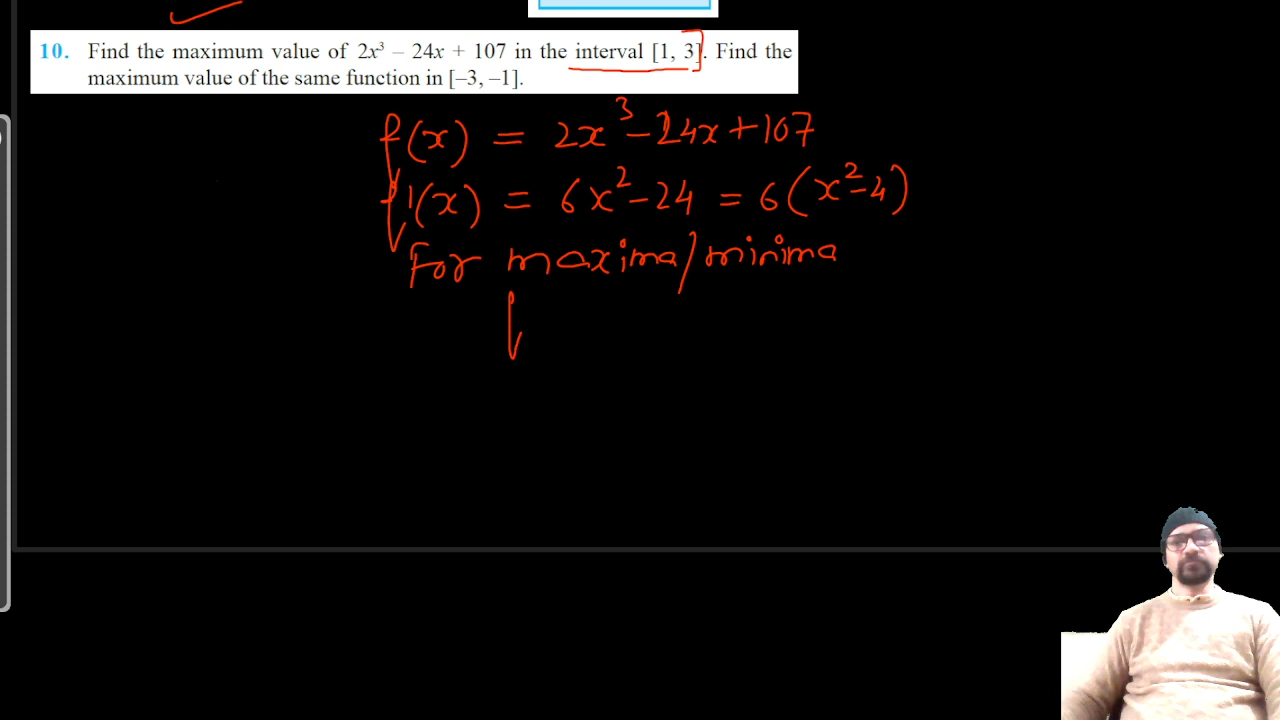 10. Find the maximum value of 2x³ – 24x + 107 in the interval [1, 3]. Find the
maximum value of the same function in [–3, –1].
f(x) = 2x³-24x+107
f'(x) = 6x²-24 = 6(x²-4)
For maxima/minima